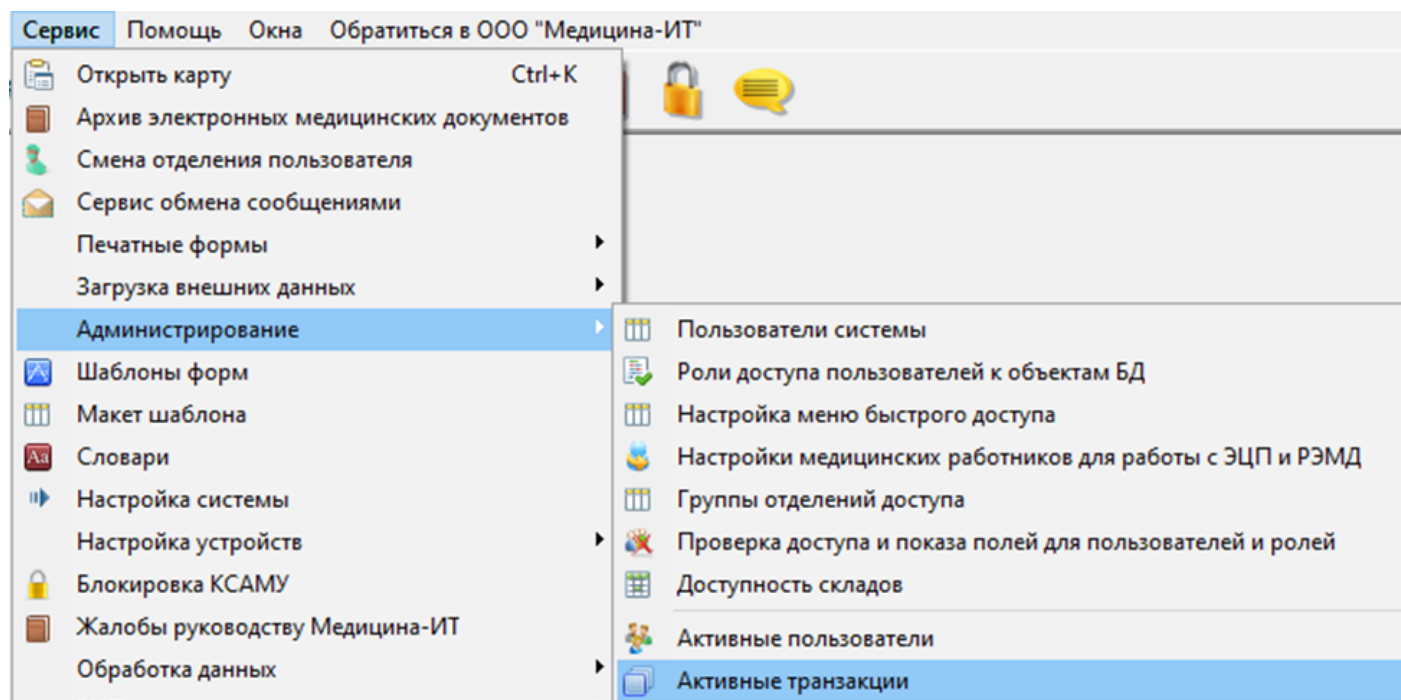 Сервис Помощь Окна Обратиться в ООО "Медицина-ИТ"
Открыть карту Ctrl+K
Архив электронных медицинских документов
Смена отделения пользователя
Сервис обмена сообщениями
Печатные формы
Загрузка внешних данных
Администрирование
Шаблоны форм
Макет шаблона
Aa Словари
Настройка системы
Настройка устройств
Блокировка КСАМУ
Жалобы руководству Медицина-ИТ
Обработка данных
Пользователи системы
Роли доступа пользователей к объектам БД
Настройка меню быстрого доступа
Настройки медицинских работников для работы с ЭЦП и РЭМД
Группы отделений доступа
Проверка доступа и показа полей для пользователей и ролей
Доступность складов
Активные пользователи
Активные транзакции